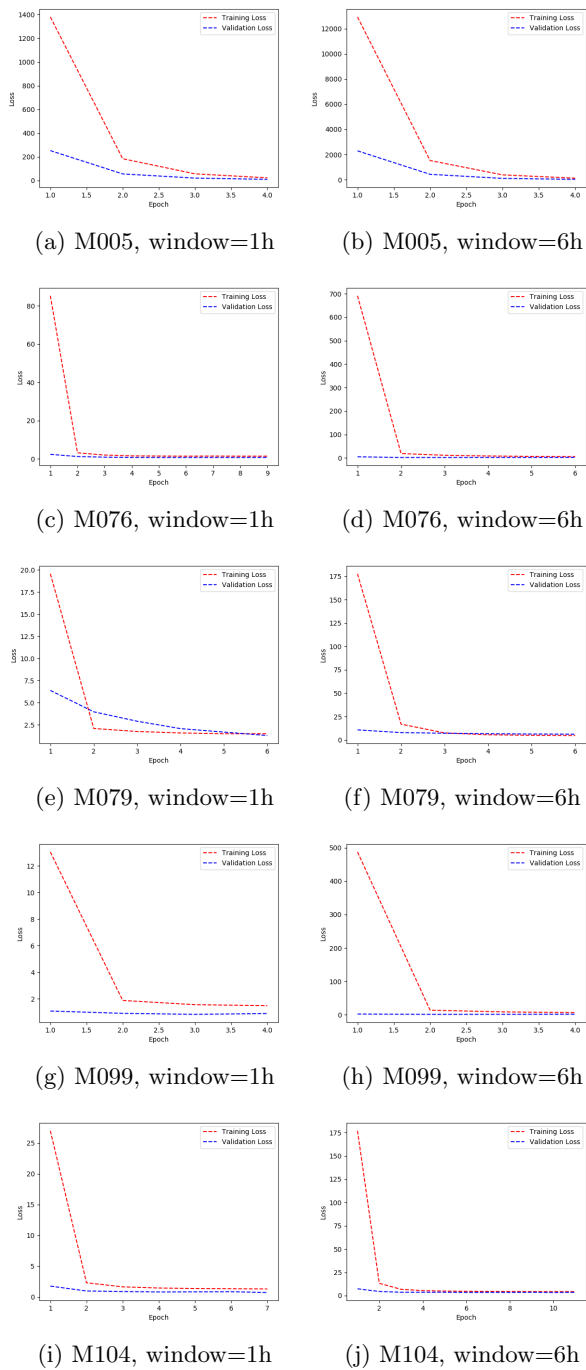 1400
1200
1000
800
600
400
200
0
Loss
Training Loss
Validation Loss
1.0 1.5 2.0 2.5 3.0 3.5 4.0
Epoch
(a) M005, window=1h
12000
10000
8000
6000
4000
2000
0
Loss
Training Loss
Validation Loss
1.0 1.5 2.0 2.5 3.0 3.5 4.0
Epoch
(b) M005, window=6h
80
60
40
20
0
Loss
Training Loss
Validation Loss
1 2 3 4 5 6 7 8 9
Epoch
(c) M076, window=1h
700
600
500
400
300
200
100
0
Loss
Training Loss
Validation Loss
1 2 3 4 5 6
Epoch
(d) M076, window=6h
20.0
17.5
15.0
12.5
10.0
7.5
5.0
2.5
Loss
Training Loss
Validation Loss
1 2 3 4 5 6
Epoch
(e) M079, window=1h
175
150
125
100
75
50
25
0
Loss
Training Loss
Validation Loss
1 2 3 4 5 6
Epoch
(f) M079, window=6h
12
10
8
6
4
2
Loss
Training Loss
Validation Loss
1.0 1.5 2.0 2.5 3.0 3.5 4.0
Epoch
(g) M099, window=1h
500
400
300
200
100
0
Loss
Training Loss
Validation Loss
1.0 1.5 2.0 2.5 3.0 3.5 4.0
Epoch
(h) M099, window=6h
25
20
15
10
5
0
Loss
Training Loss
Validation Loss
1 2 3 4 5 6 7
Epoch
(i) M104, window=1h
175
150
125
100
75
50
25
0
Loss
Training Loss
Validation Loss
2 4 6 8 10
Epoch
(j) M104, window=6h